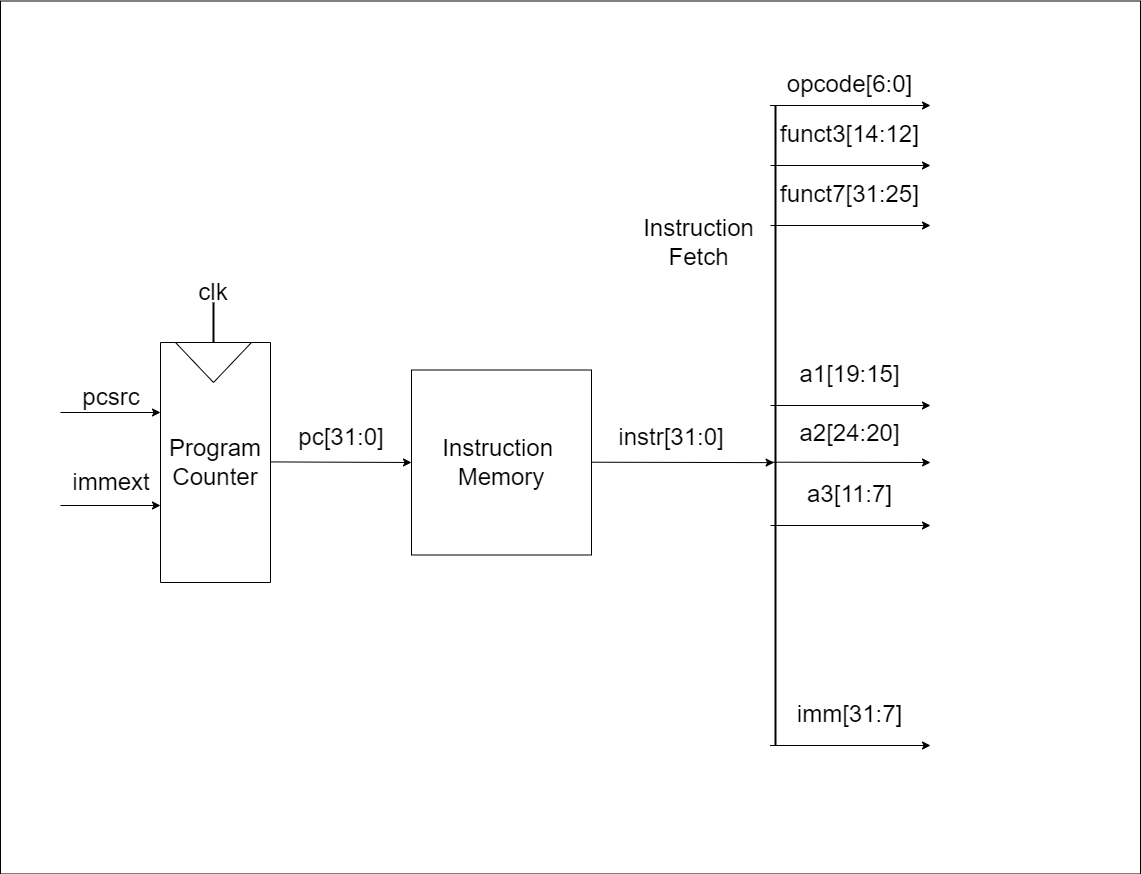 opcode[6:0]
funct3[14:12]
funct7[31:25]
Instruction
Fetch
clk
a1[19:15]
pcsrc
a2[24:20]
pc[31:0]
instr[31:0]
Program
Counter
Instruction
Memory
immext
a3[11:7]
imm[31:7]